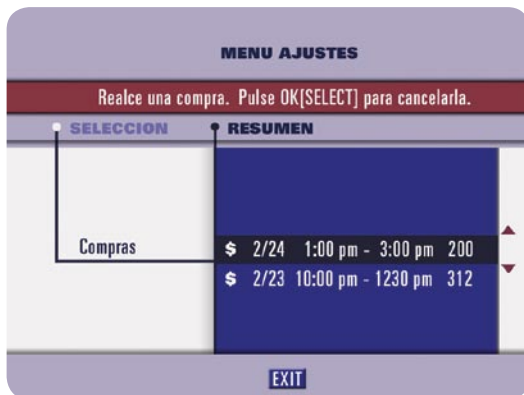 MENU AJUSTES
Realce una compra. Pulse OK[SELECT] para cancelarla.
SELECCION RESUMEN
Compras $ 2/24 1:00 pm - 3:00 pm 200
$ 2/23 10:00 pm - 1230 pm 312
EXIT